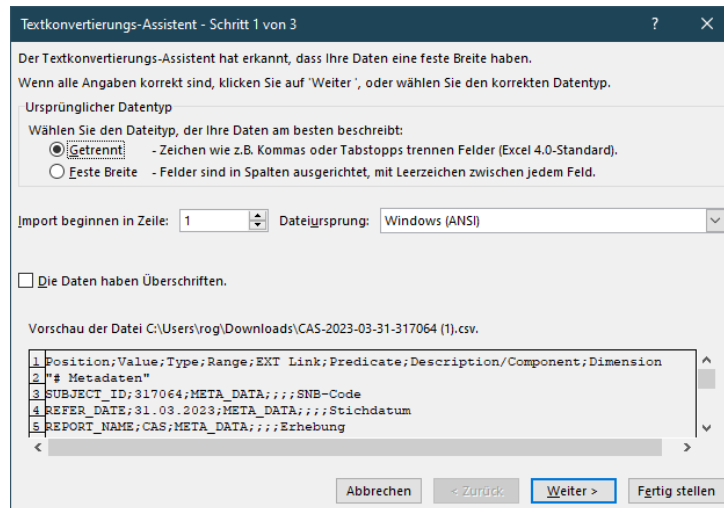 Textkonvertierungs-Assistent - Schritt 1 von 3 ?
Der Textkonvertierungs-Assistent hat erkannt, dass Ihre Daten eine feste Breite haben.
Wenn alle Angaben korrekt sind, klicken Sie auf 'Weiter ', oder wählen Sie den korrekten Datentyp.
Ursprünglicher Datentyp
Wählen Sie den Dateityp, der Ihre Daten am besten beschreibt:
Getrennt - Zeichen wie z.B. Kommas oder Tabstopps trennen Felder (Excel 4.0-Standard).
Feste Breite - Felder sind in Spalten ausgerichtet, mit Leerzeichen zwischen jedem Feld.
Import beginnen in Zeile: 1 Dateiursprung: Windows (ANSI)
Die Daten haben Überschriften.
Vorschau der Datei C:\Users\rog\Downloads\CAS-2023-03-31-317064 (1).csv.
1 Position;Value;Type;Range;EXT Link;Predicate;Description/Component;Dimension
2 "# Metadaten"
3 SUBJECT_ID;317064;META_DATA;;;;SNB-Code
4 REFER_DATE;31.03.2023;META_DATA;;;;Stichdatum
5 REPORT_NAME;CAS;META_DATA;;;;Erhebung
Abbrechen < Zurück Weiter > Fertig stellen